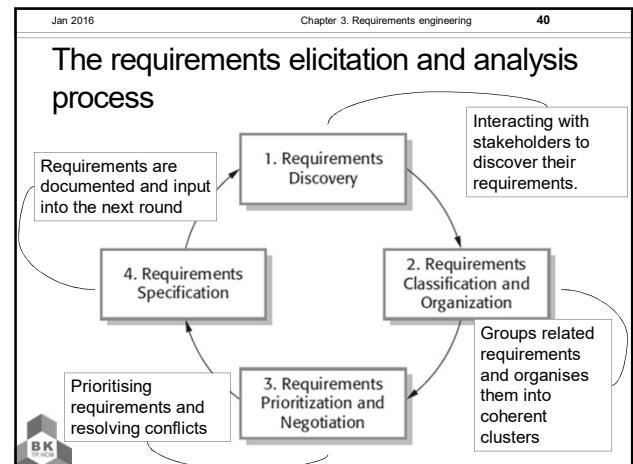 Jan 2016
Chapter 3. Requirements engineering
40
The requirements elicitation and analysis
process
Interacting with
stakeholders to
discover their
requirements.
1. Requirements
Discovery
Requirements are
documented and input
into the next round
2. Requirements
Classification and
Organization
4. Requirements
Specification
Groups related
requirements
and organises
them into
coherent
clusters
3. Requirements
Prioritization and
Negotiation
Prioritising
requirements and
resolving conflicts
BK
TP.HCM